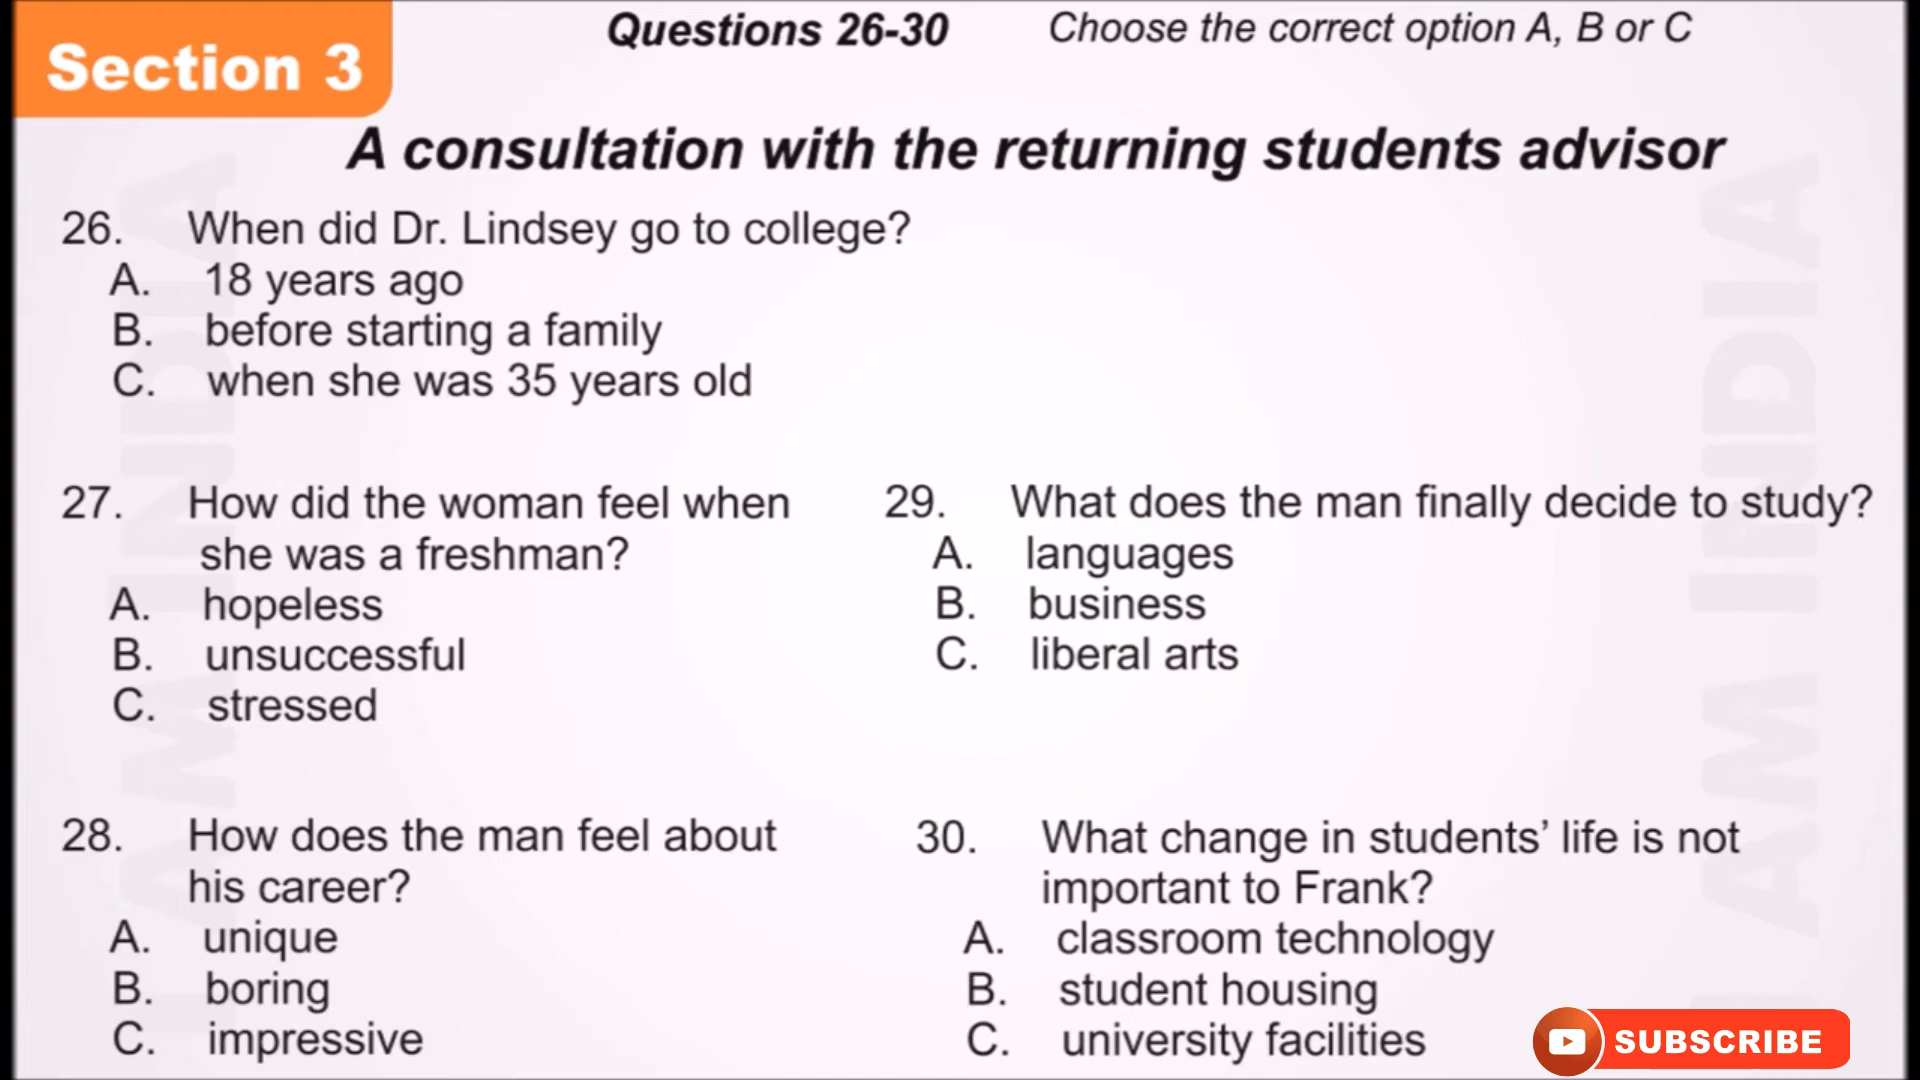 Section 3
Questions 26-30
Choose the correct option A, B or C
A consultation with the returning students advisor
26. When did Dr. Lindsey go to college?
A. 18 years ago
B. before starting a family
C. when she was 35 years old
27. How did the woman feel when
she was a freshman?
A. hopeless
B. unsuccessful
C. stressed
28. How does the man feel about
his career?
A. unique
B. boring
C. impressive
29. What does the man finally decide to study?
A. languages
B. business
C. liberal arts
30. What change in students’ life is not
important to Frank?
A. classroom technology
B. student housing
C. university facilities
SUBSCRIBE
I AM INDIA
I AM INDIA